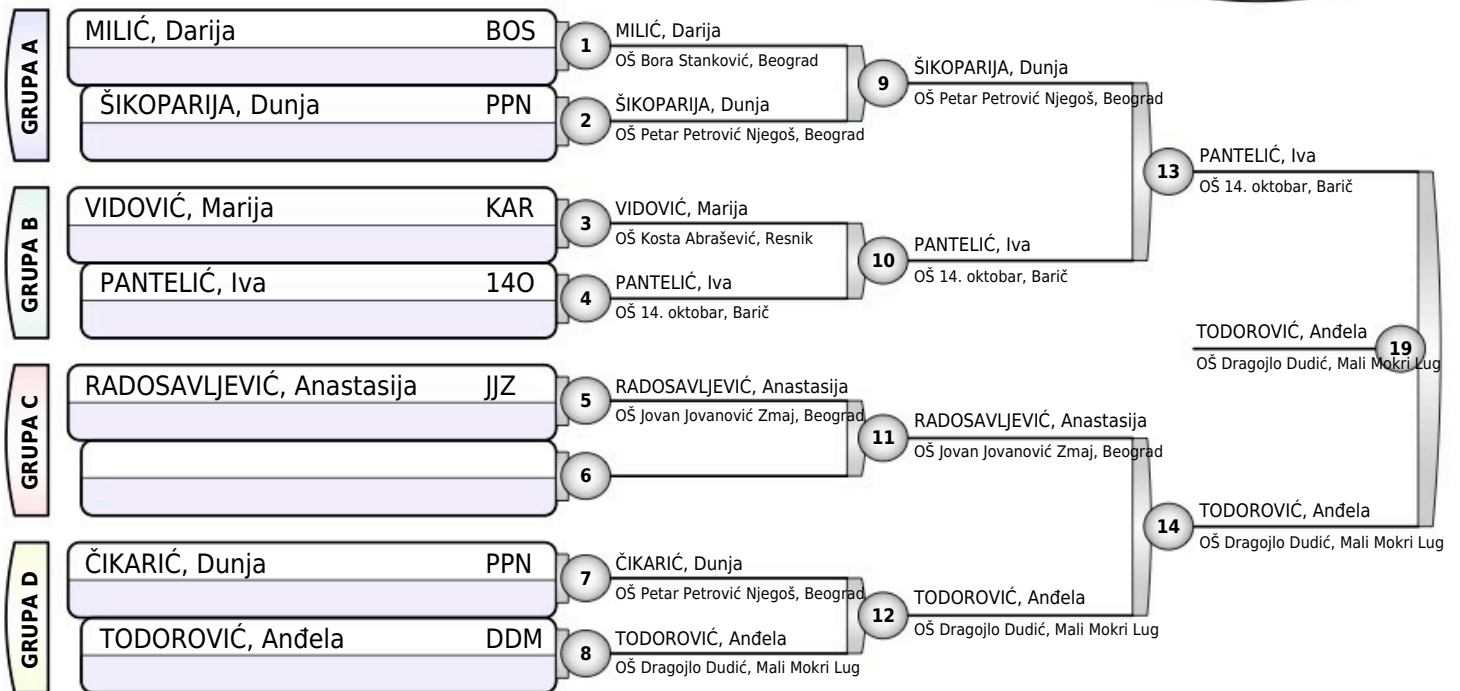 GRUPA A
MILIĆ, Darija BOS
ŠIKOPARIJA, Dunja PPN
GRUPA B
VIDOVIĆ, Marija KAR
PANTELIĆ, Iva 14O
GRUPA C
RADOSAVLJEVIĆ, Anastasija JJZ
GRUPA D
ČIKARIĆ, Dunja PPN
TODOROVIĆ, Anđela DDM
1
MILIĆ, Darija
OŠ Bora Stanković, Beograd
2
ŠIKOPARIJA, Dunja
OŠ Petar Petrović Njegoš, Beograd
3
VIDOVIĆ, Marija
OŠ Kosta Abrašević, Resnik
4
PANTELIĆ, Iva
OŠ 14. oktobar, Barič
5
RADOSAVLJEVIĆ, Anastasija
OŠ Jovan Jovanović Zmaj, Beograd
6
7
ČIKARIĆ, Dunja
OŠ Petar Petrović Njegoš, Beograd
8
TODOROVIĆ, Anđela
OŠ Dragojlo Dudić, Mali Mokri Lug
9
ŠIKOPARIJA, Dunja
OŠ Petar Petrović Njegoš, Beograd
10
PANTELIĆ, Iva
OŠ 14. oktobar, Barič
11
RADOSAVLJEVIĆ, Anastasija
OŠ Jovan Jovanović Zmaj, Beograd
12
TODOROVIĆ, Anđela
OŠ Dragojlo Dudić, Mali Mokri Lug
13
PANTELIĆ, Iva
OŠ 14. oktobar, Barič
14
TODOROVIĆ, Anđela
OŠ Dragojlo Dudić, Mali Mokri Lug
TODOROVIĆ, Anđela
19
OŠ Dragojlo Dudić, Mali Mokri Lug